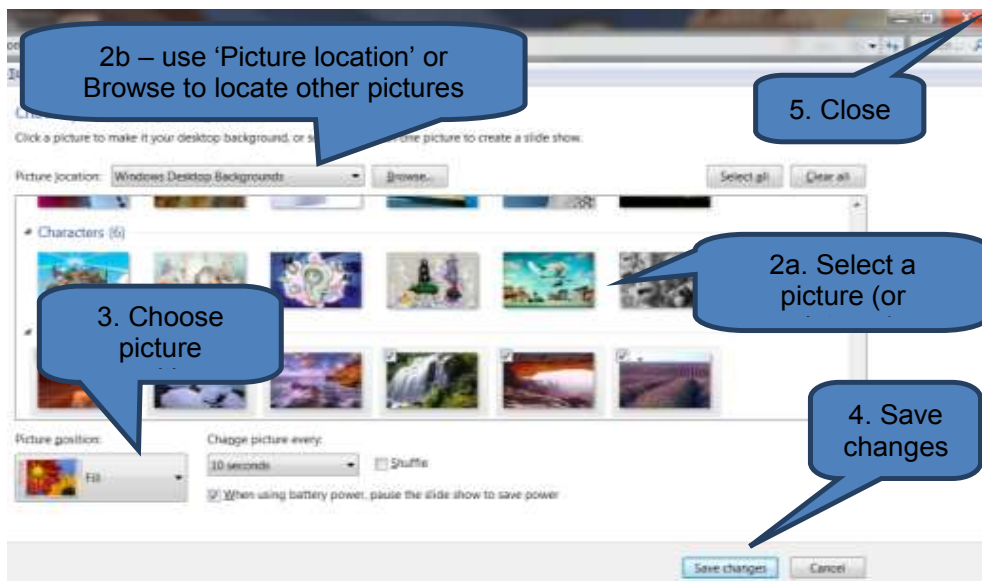 2b – use ‘Picture location’ or
Browse to locate other pictures
5. Close
Click a picture to make it your desktop background, or one picture to create a slide show.
Picture location: Windows Desktop Backgrounds Browse... Select all Clear all
Characters (6)
2a. Select a
picture (or
3. Choose
picture
4. Save
changes
Picture position: Change picture every:
Fill 10 seconds Shuffle
When using battery power, pause the slide show to save power
Save changes Cancel